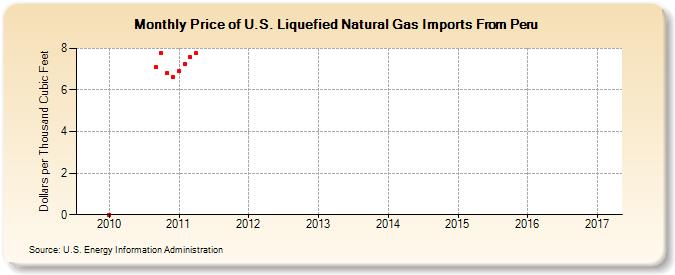 Monthly Price of U.S. Liquefied Natural Gas Imports From Peru
Dollars per Thousand Cubic Feet
8
6
4
2
0
2010 2011 2012 2013 2014 2015 2016 2017
Source: U.S. Energy Information Administration